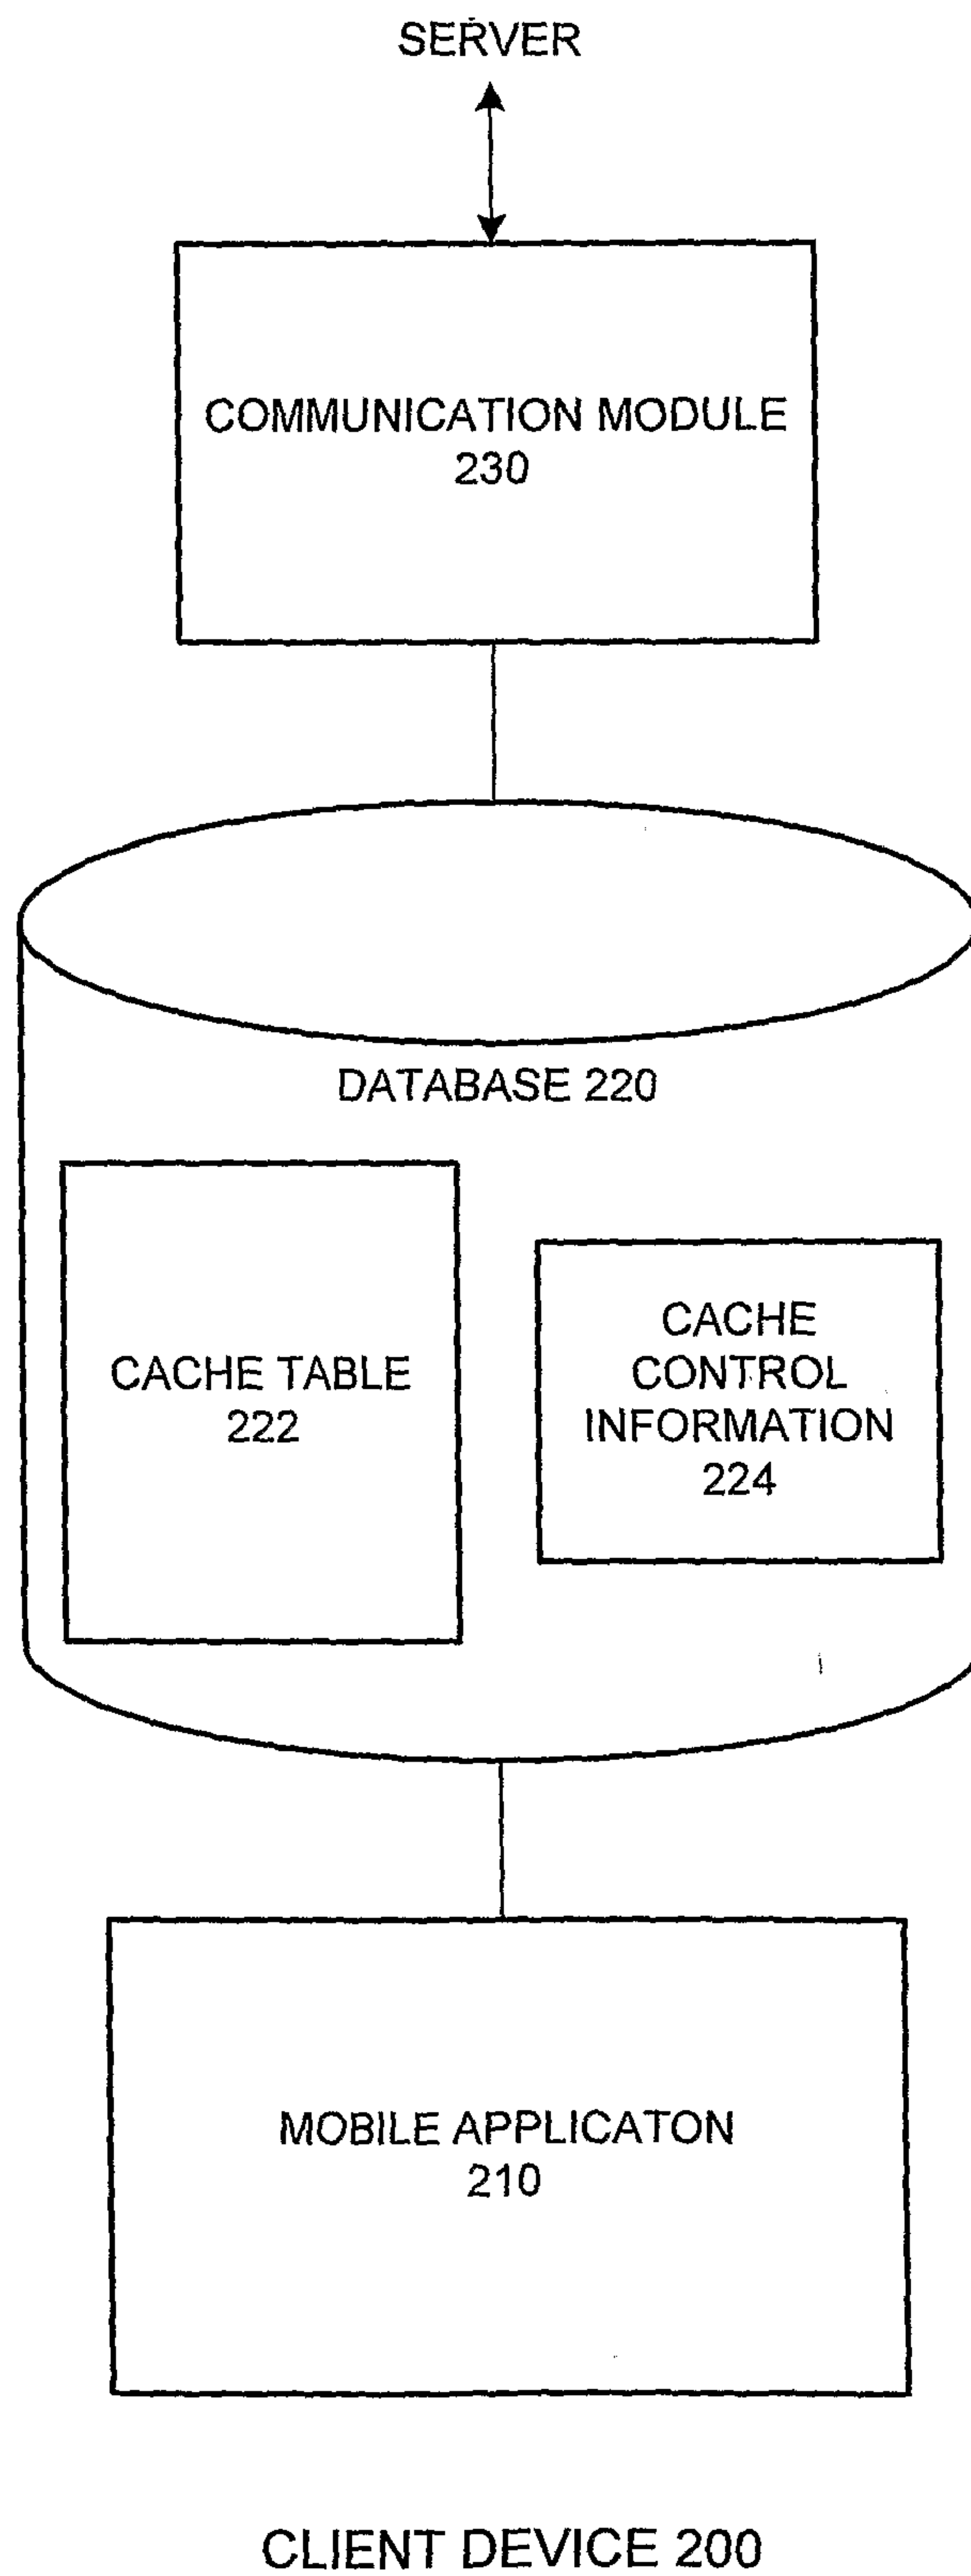 SERVER
COMMUNICATION MODULE
230
DATABASE 220
CACHE TABLE
222
CACHE
CONTROL
INFORMATION
224
MOBILE APPLICATON
210
CLIENT DEVICE 200